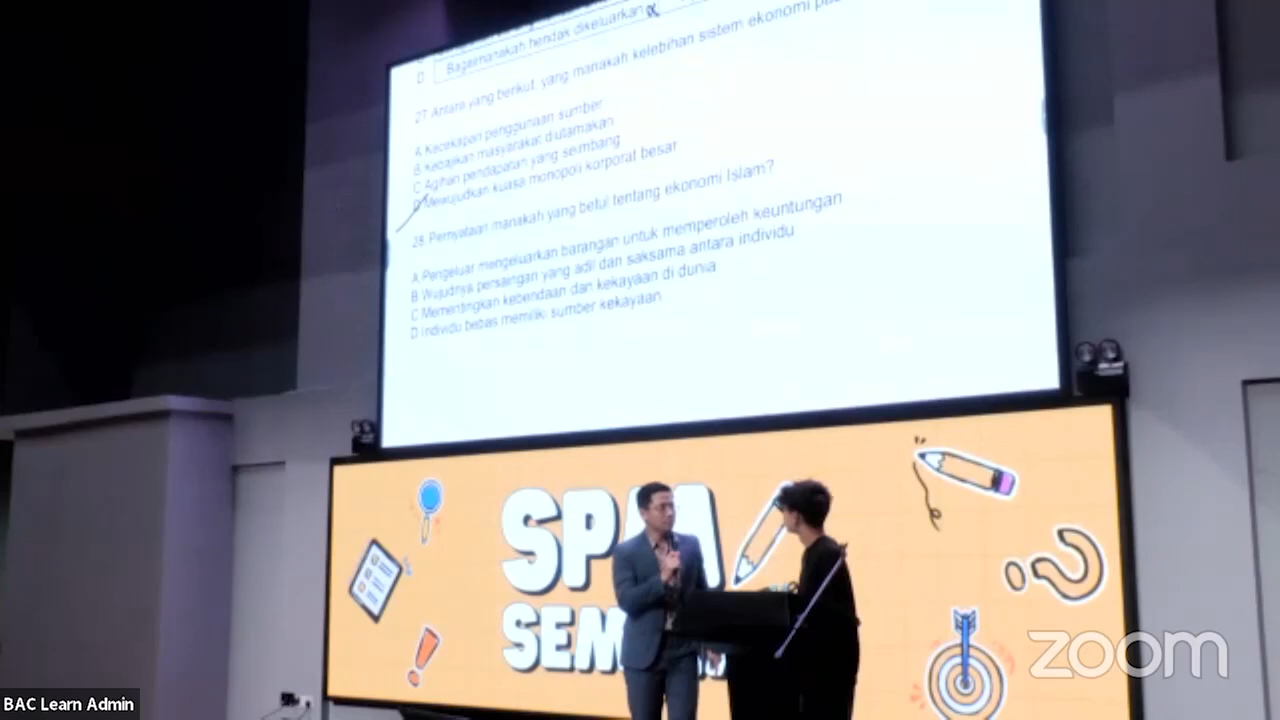 D Bagaimanakah hendak dikeluarkan
27 Antara yang berikut, yang manakah kelebihan sistem ekonomi
A Kecekapan penggunaan sumber
B Kebajikan masyarakat diutamakan
C Agihan pendapatan yang seimbang
D Mewujudkan kuasa monopoli korporat besar
28 Pernyataan manakah yang betul tentang ekonomi Islam?
A Pengeluar mengeluarkan barangan untuk memperoleh keuntungan
B Wujudnya persaingan yang adil dan saksama antara individu
C Mementingkan kebendaan dan kekayaan di dunia
D Individu bebas memiliki sumber kekayaan
SPM
SEM
zoom
BAC Learn Admin